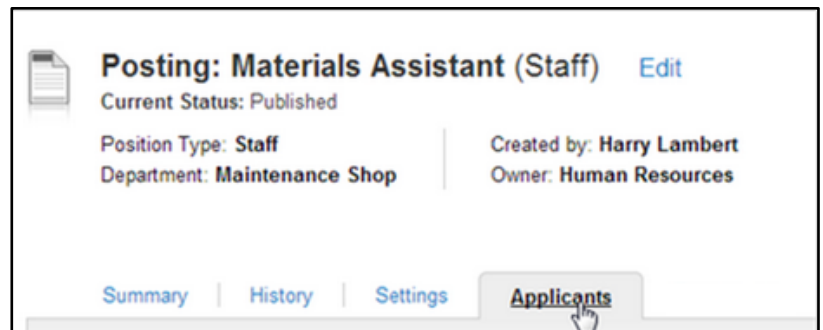 Posting: Materials Assistant (Staff) Edit
Current Status: Published
Position Type: Staff
Created by: Harry Lambert
Department: Maintenance Shop
Owner: Human Resources
Summary
History
Settings
Applicants